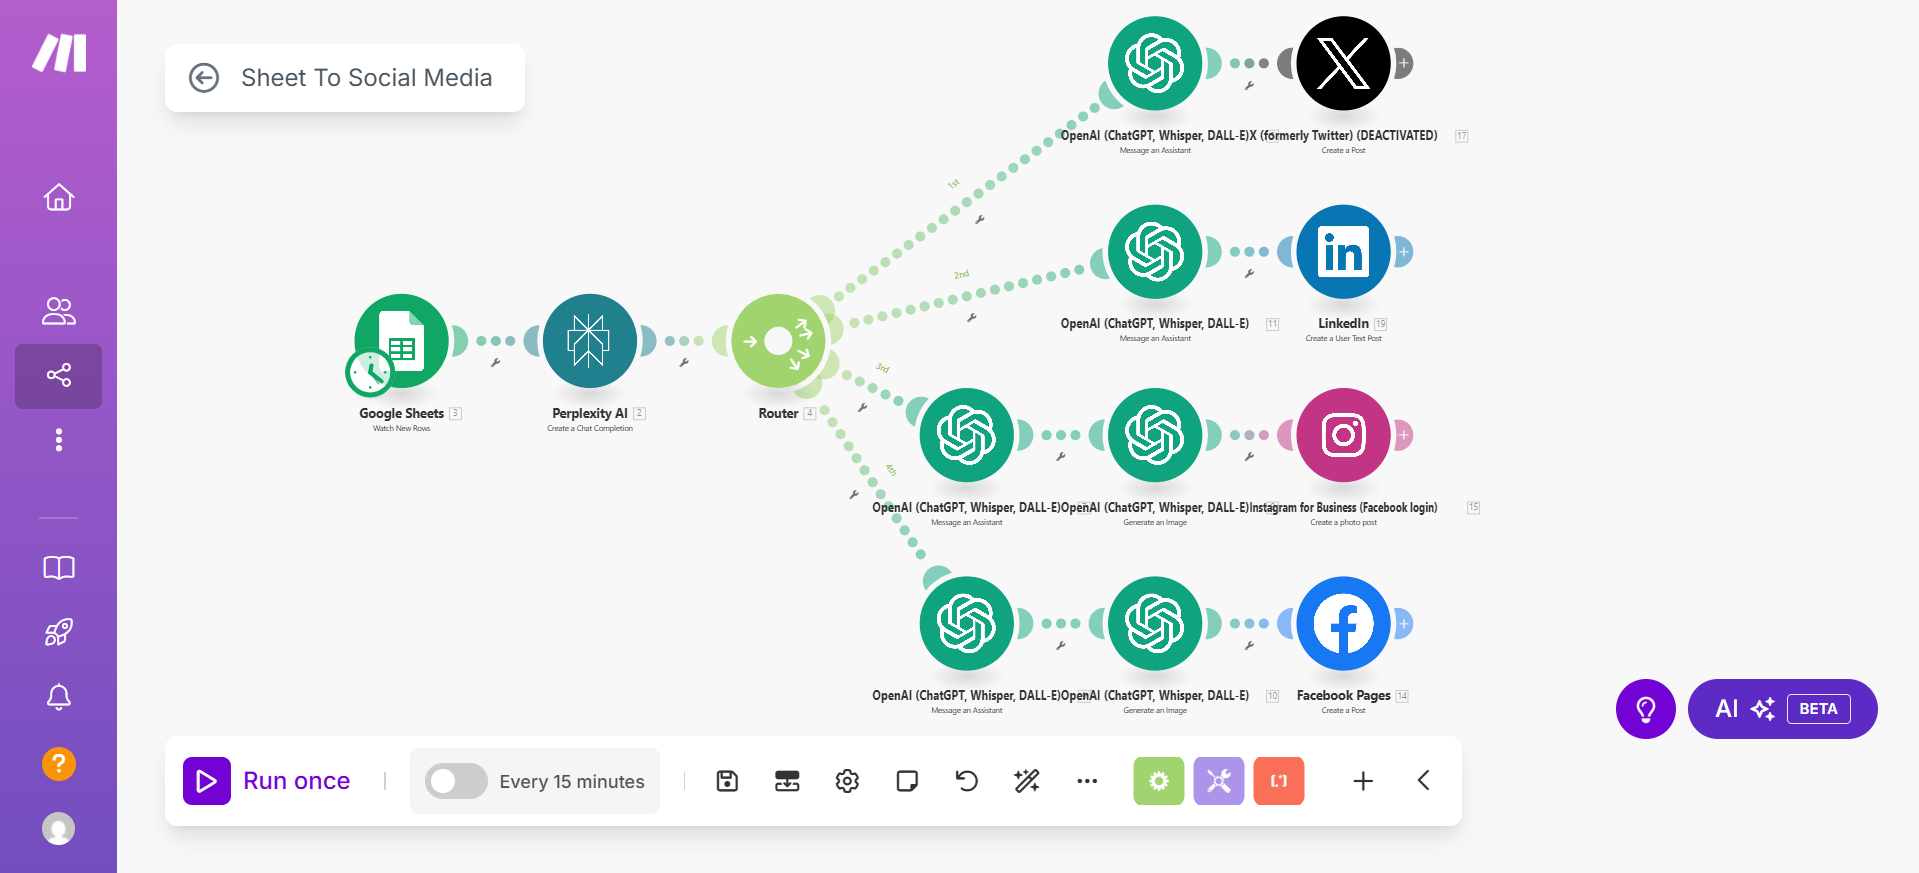 Sheet To Social Media
OpenAI (ChatGPT, Whisper, DALL-E)
Message an Assistant
X (formerly Twitter) (DEACTIVATED)
17
Create a Post
1st
2nd
OpenAI (ChatGPT, Whisper, DALL-E)
11
Message an Assistant
LinkedIn
19
Create a User Text Post
Google Sheets
3
Watch New Rows
Perplexity AI
2
Create a Chat Completion
Router
4
3rd
4th
OpenAI (ChatGPT, Whisper, DALL-E)
Message an Assistant
OpenAI (ChatGPT, Whisper, DALL-E)
Generate an Image
Instagram for Business (Facebook login)
15
Create a photo post
OpenAI (ChatGPT, Whisper, DALL-E)
Message an Assistant
OpenAI (ChatGPT, Whisper, DALL-E)
10
Generate an Image
Facebook Pages
14
Create a Post
AI
BETA
?
Run once
Every 15 minutes
[.*]